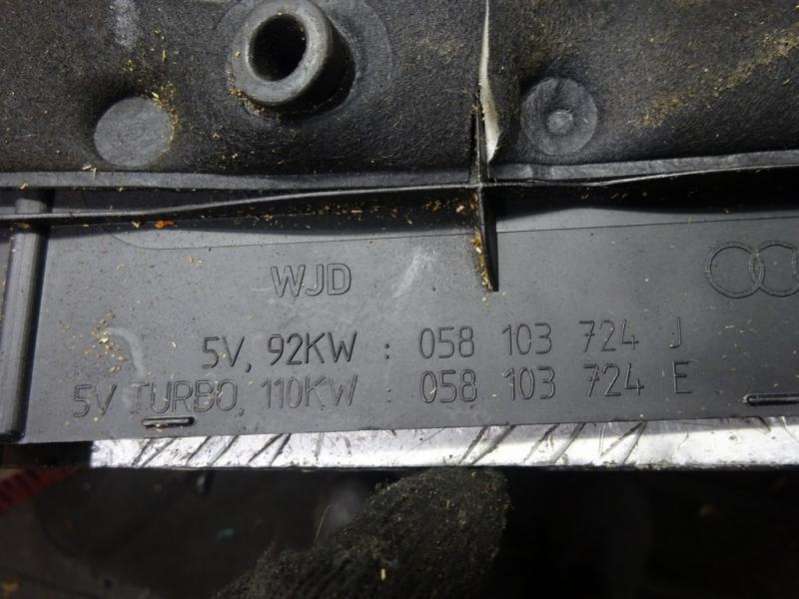 WJD
5V, 92KW : 058 103 724 J
5V TURBO, 110KW : 058 103 724 E